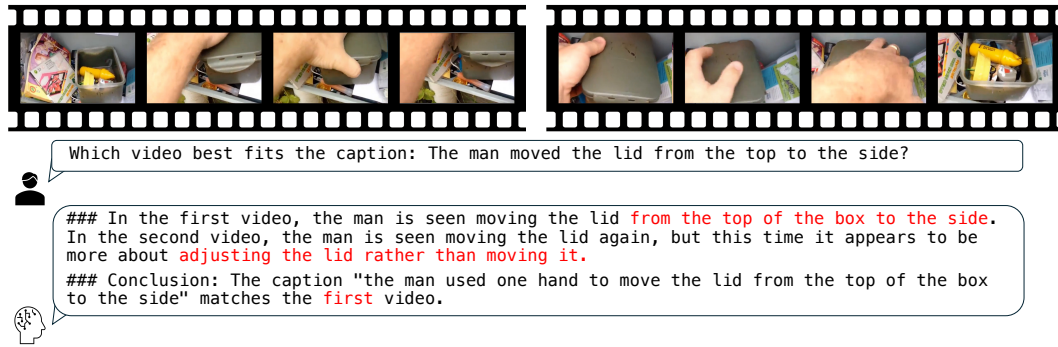 Which video best fits the caption: The man moved the lid from the top to the side?
### In the first video, the man is seen moving the lid from the top of the box to the side.
In the second video, the man is seen moving the lid again, but this time it appears to be
more about adjusting the lid rather than moving it.
### Conclusion: The caption "the man used one hand to move the lid from the top of the box
to the side" matches the first video.